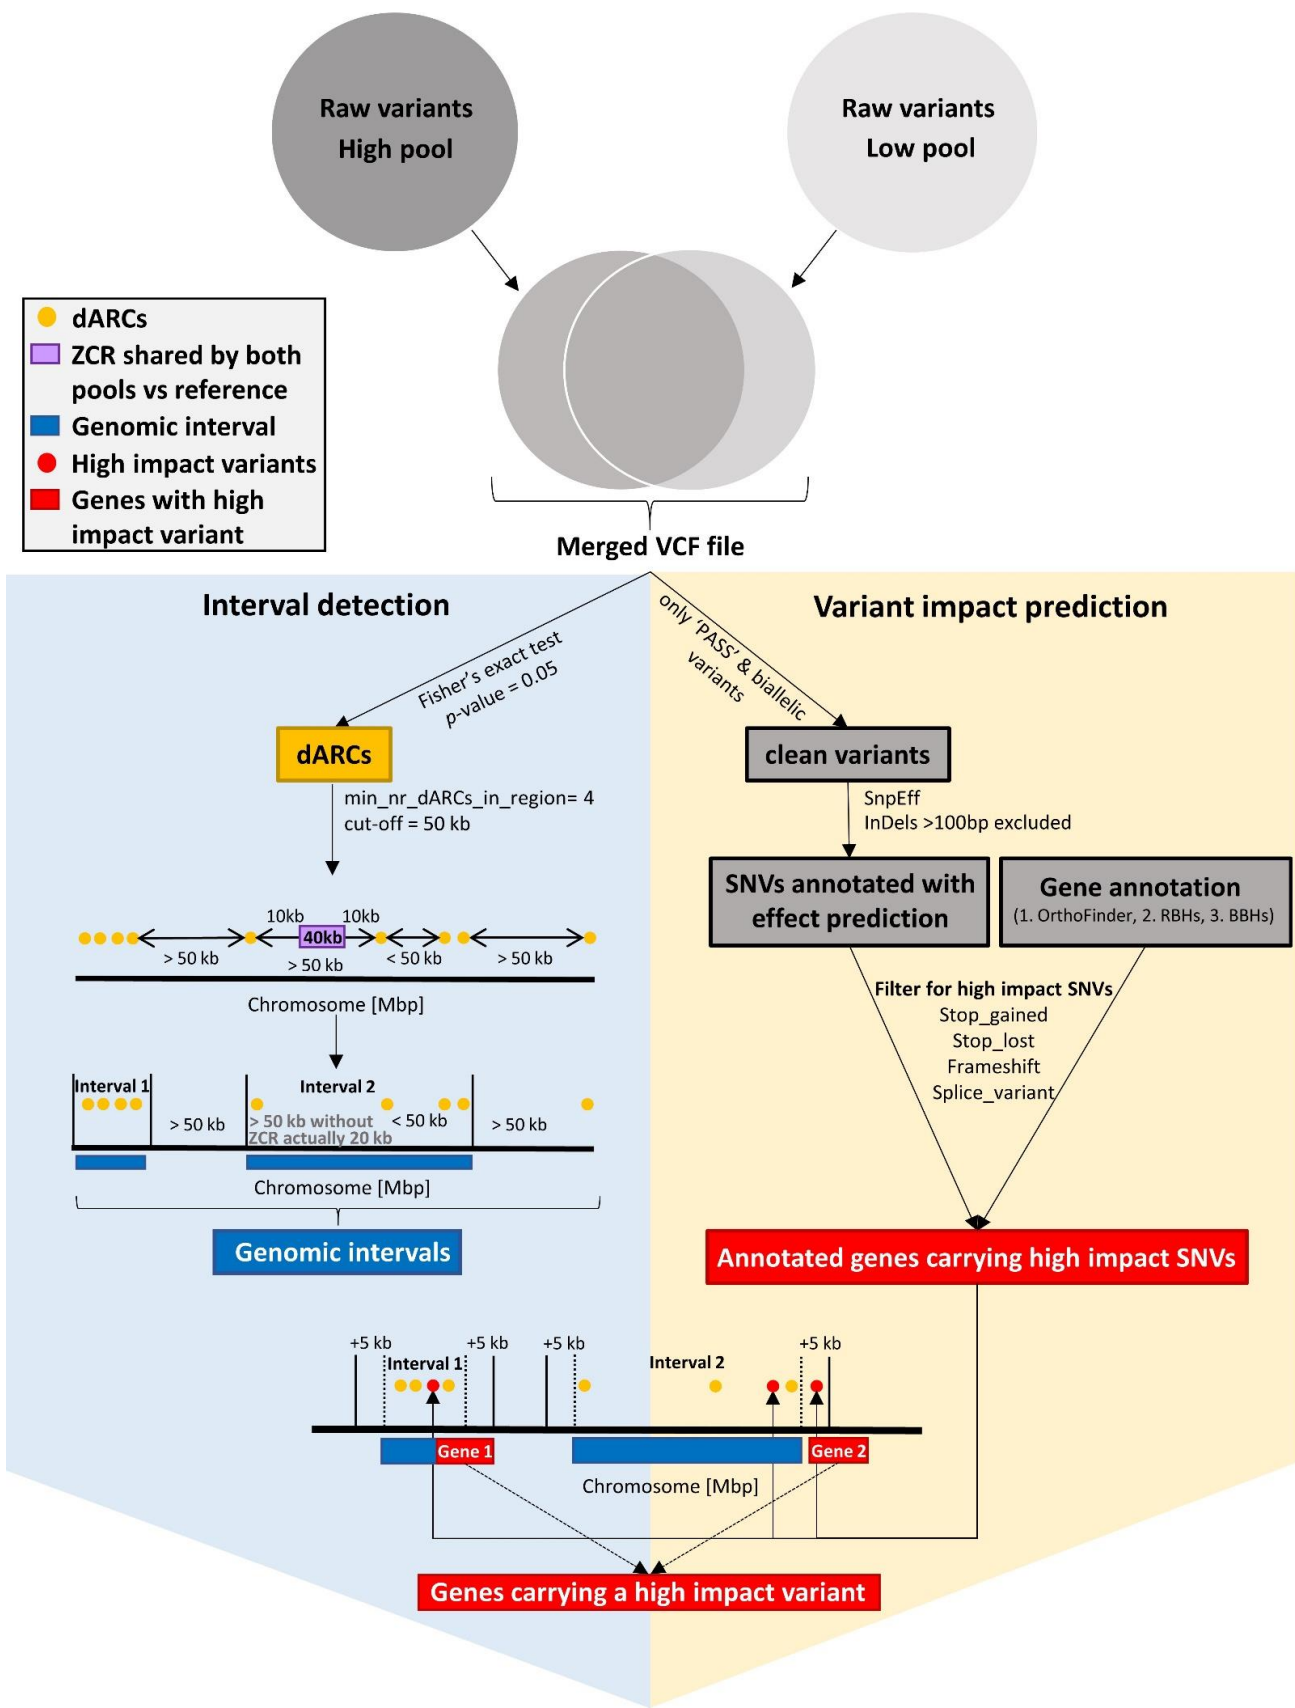 Raw variants
High pool
Raw variants
Low pool
dARCs
ZCR shared by both
pools vs reference
Genomic interval
High impact variants
Genes with high
impact variant
Merged VCF file
Interval detection
Variant impact prediction
Fisher's exact test
p-value = 0.05
only 'PASS' & biallelic
variants
dARCs
clean variants
min_nr_dARCs_in_region= 4
cut-off = 50 kb
SnpEff
InDels >100bp excluded
SNVs annotated with
effect prediction
Gene annotation
(1. OrthoFinder, 2. RBHs, 3. BBHs)
10kb
10kb
40kb
> 50 kb
> 50 kb
< 50 kb
> 50 kb
Chromosome [Mbp]
Filter for high impact SNVs
Stop_gained
Stop_lost
Frameshift
Splice_variant
Interval 1
Interval 2
> 50 kb
> 50 kb without
ZCR actually 20 kb
< 50 kb
> 50 kb
Chromosome [Mbp]
Genomic intervals
Annotated genes carrying high impact SNVs
+5 kb
+5 kb
+5 kb
+5 kb
Interval 1
Interval 2
Gene 1
Gene 2
Chromosome [Mbp]
Genes carrying a high impact variant